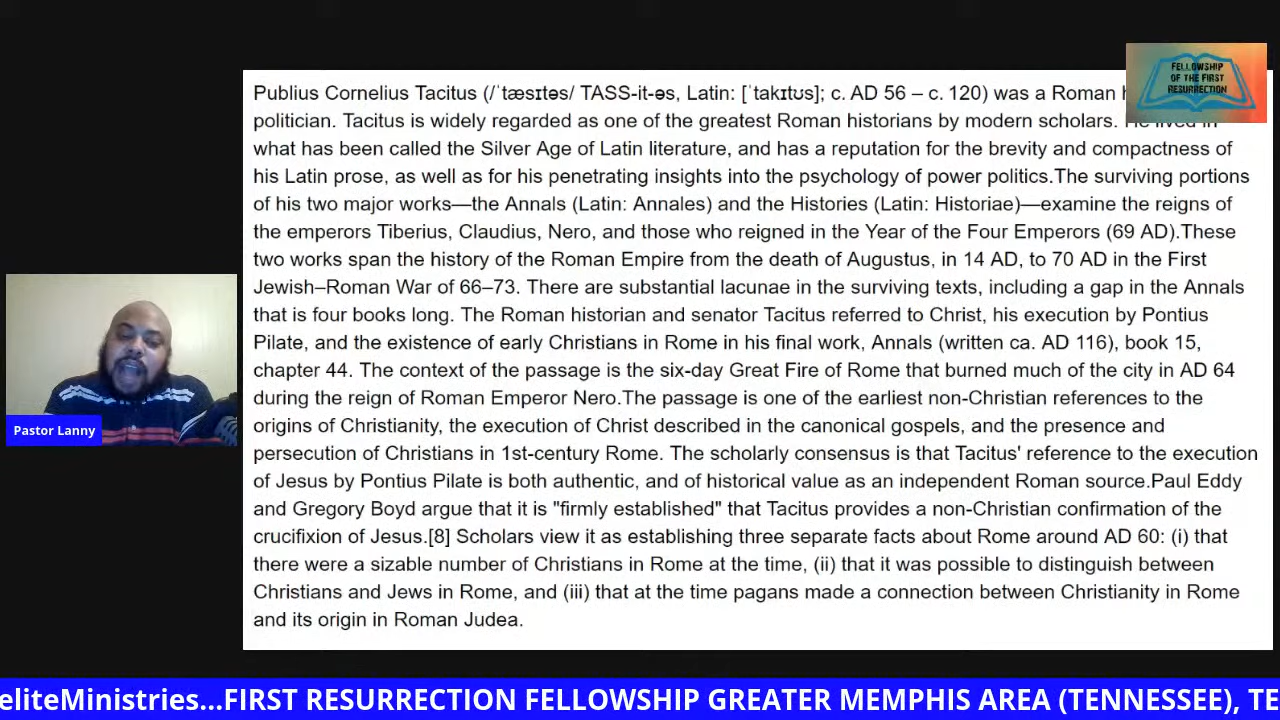 FELLOWSHIP
OF THE FIRST
RESURRECTION
Publius Cornelius Tacitus (/ˈtæsɪtəs/ TASS-it-əs, Latin: [ˈtakɪtʊs]; c. AD 56 – c. 120) was a Roman
politician. Tacitus is widely regarded as one of the greatest Roman historians by modern scholars. He lived in
what has been called the Silver Age of Latin literature, and has a reputation for the brevity and compactness of
his Latin prose, as well as for his penetrating insights into the psychology of power politics.The surviving portions
of his two major works—the Annals (Latin: Annales) and the Histories (Latin: Historiae)—examine the reigns of
the emperors Tiberius, Claudius, Nero, and those who reigned in the Year of the Four Emperors (69 AD).These
two works span the history of the Roman Empire from the death of Augustus, in 14 AD, to 70 AD in the First
Jewish–Roman War of 66–73. There are substantial lacunae in the surviving texts, including a gap in the Annals
that is four books long. The Roman historian and senator Tacitus referred to Christ, his execution by Pontius
Pilate, and the existence of early Christians in Rome in his final work, Annals (written ca. AD 116), book 15,
chapter 44. The context of the passage is the six-day Great Fire of Rome that burned much of the city in AD 64
during the reign of Roman Emperor Nero.The passage is one of the earliest non-Christian references to the
origins of Christianity, the execution of Christ described in the canonical gospels, and the presence and
persecution of Christians in 1st-century Rome. The scholarly consensus is that Tacitus' reference to the execution
of Jesus by Pontius Pilate is both authentic, and of historical value as an independent Roman source.Paul Eddy
and Gregory Boyd argue that it is "firmly established" that Tacitus provides a non-Christian confirmation of the
crucifixion of Jesus.[8] Scholars view it as establishing three separate facts about Rome around AD 60: (i) that
there were a sizable number of Christians in Rome at the time, (ii) that it was possible to distinguish between
Christians and Jews in Rome, and (iii) that at the time pagans made a connection between Christianity in Rome
and its origin in Roman Judea.
Pastor Lanny
eliteMinistries...FIRST RESURRECTION FELLOWSHIP GREATER MEMPHIS AREA (TENNESSEE), TE